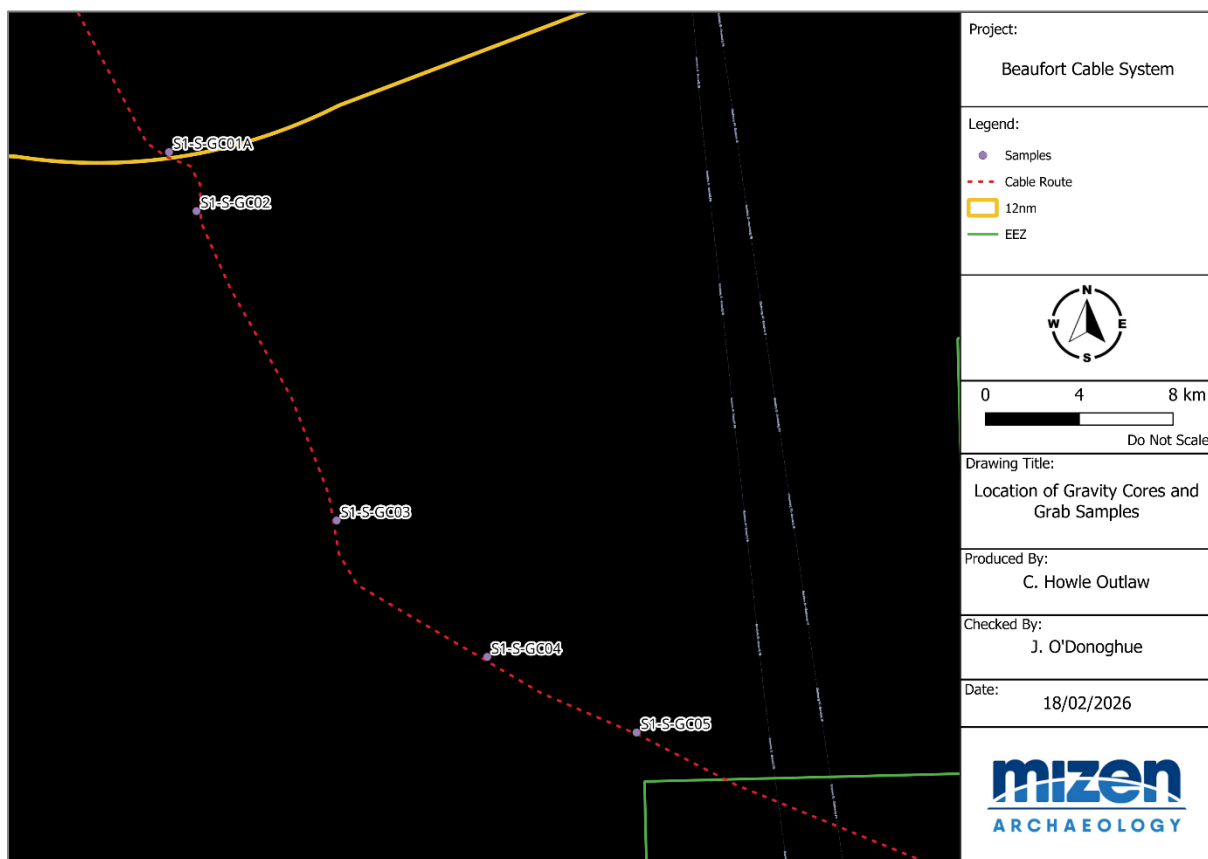 S1-S-GC01A
S1-S-GC02
S1-S-GC03
S1-S-GC04
S1-S-GC05
Project:
Beaufort Cable System
Legend:
Samples
Cable Route
12nm
EEZ
N
W E
S
0 4 8 km
Do Not Scale
Drawing Title:
Location of Gravity Cores and
Grab Samples
Produced By:
C. Howle Outlaw
Checked By:
J. O'Donoghue
Date:
18/02/2026
mizen
ARCHAEOLOGY